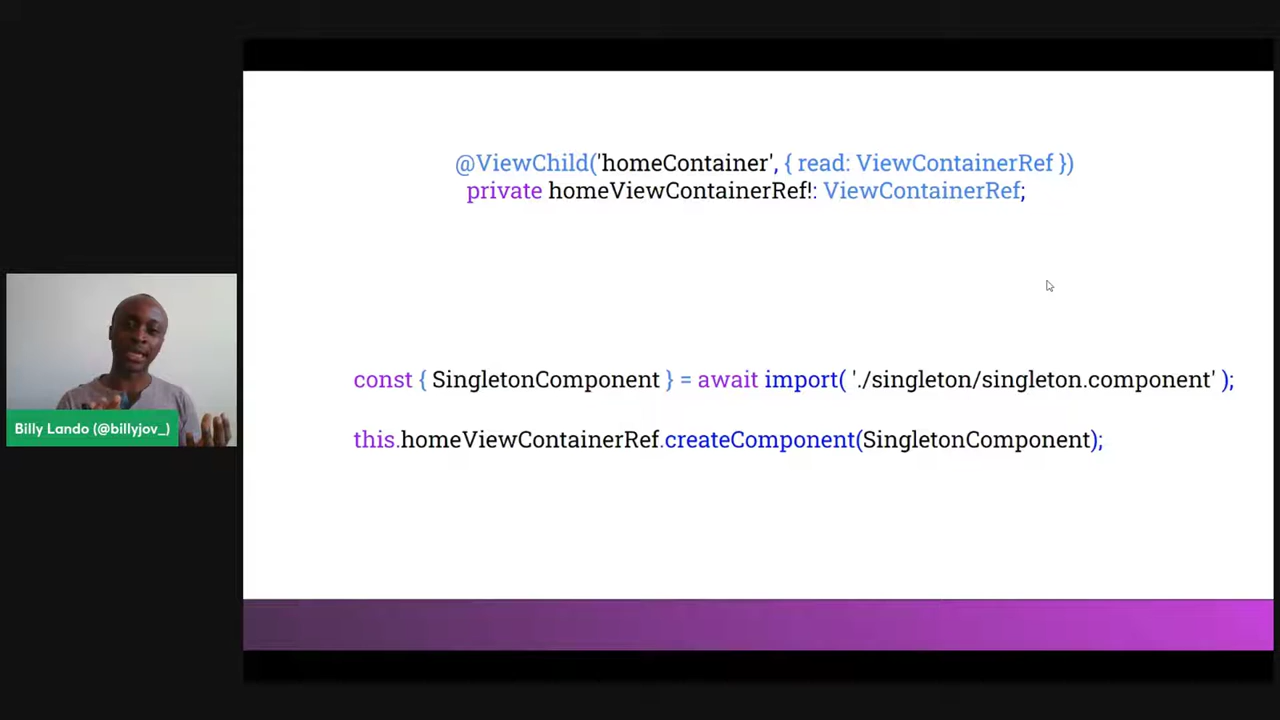 @ViewChild('homeContainer', { read: ViewContainerRef })
private homeViewContainerRef!: ViewContainerRef;
const { SingletonComponent } = await import( './singleton/singleton.component' );
this.homeViewContainerRef.createComponent(SingletonComponent);
Billy Lando (@billyjov_)